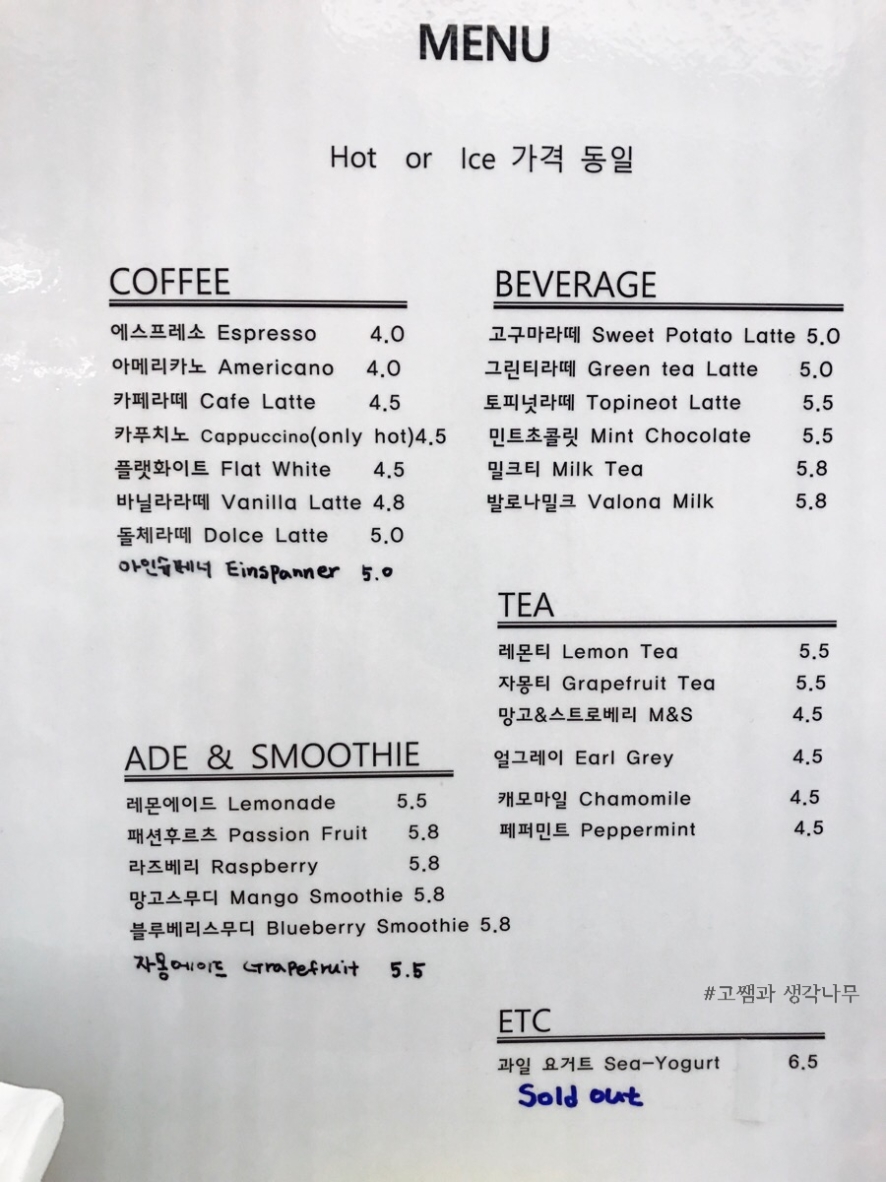 MENU
Hot or Ice 가격 동일
COFFEE
에스프레소 Espresso 4.0
아메리카노 Americano 4.0
카페라떼 Cafe Latte 4.5
카푸치노 Cappuccino(only hot)4.5
플랫화이트 Flat White 4.5
바닐라라떼 Vanilla Latte 4.8
돌체라떼 Dolce Latte 5.0
아인슙페너 Einspanner 5.0
ADE & SMOOTHIE
레몬에이드 Lemonade 5.5
패션후르츠 Passion Fruit 5.8
라즈베리 Raspberry 5.8
망고스무디 Mango Smoothie 5.8
블루베리스무디 Blueberry Smoothie 5.8
자몽에이드 Grapefruit 5.5
BEVERAGE
고구마라떼 Sweet Potato Latte 5.0
그린티라떼 Green tea Latte 5.0
토피넛라떼 Topineot Latte 5.5
민트초콜릿 Mint Chocolate 5.5
밀크티 Milk Tea 5.8
발로나밀크 Valona Milk 5.8
TEA
레몬티 Lemon Tea 5.5
자몽티 Grapefruit Tea 5.5
망고&스트로베리 M&S 4.5
얼그레이 Earl Grey 4.5
캐모마일 Chamomile 4.5
페퍼민트 Peppermint 4.5
#고쌤과 생각나무
ETC
과일 요거트 Sea-Yogurt 6.5
Sold out